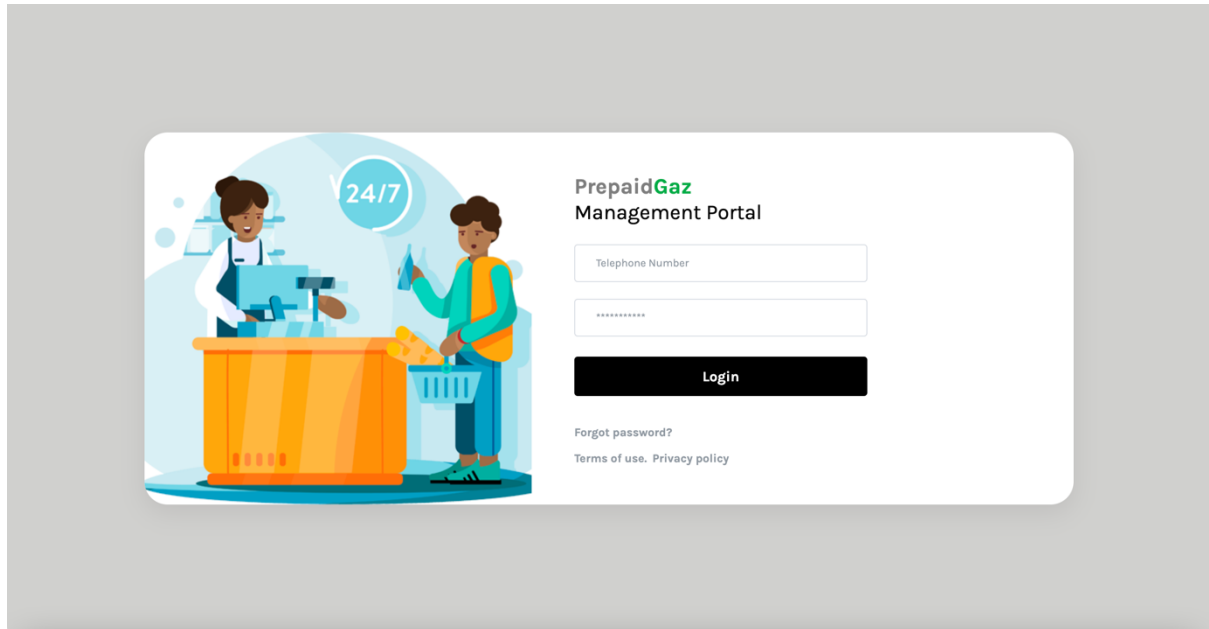 24/7
PrepaidGaz
Management Portal
Telephone Number
***********
Login
Forgot password?
Terms of use. Privacy policy